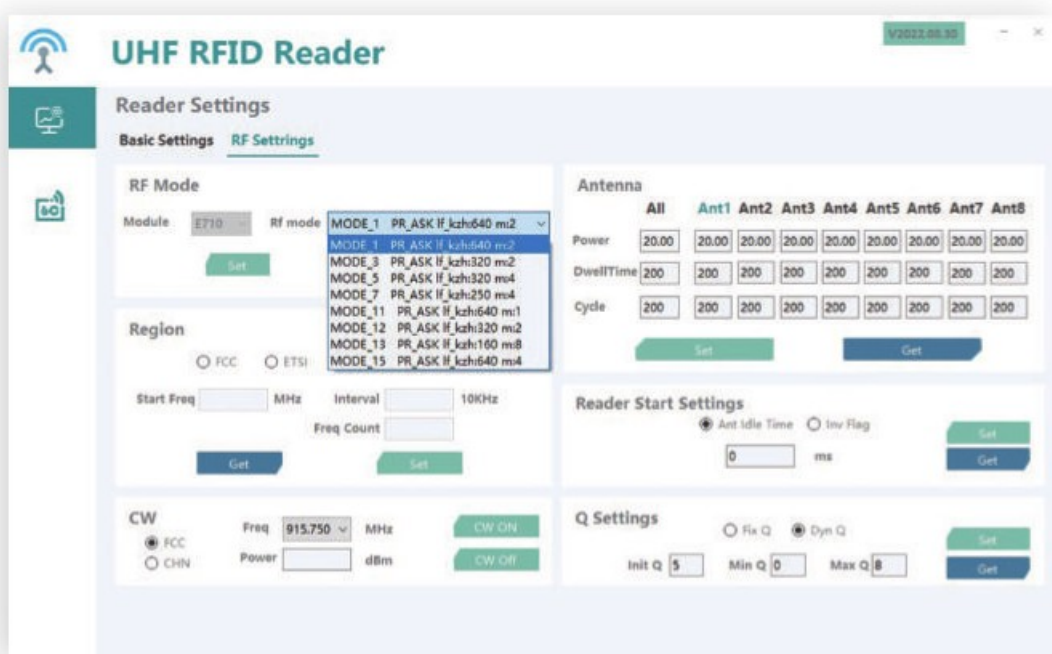 V2022.08.30
UHF RFID Reader
Reader Settings
Basic Settings RF Settrings
RF Mode
Module E710 Rf mode MODE_1 PR_ASK lf_kzh:640 m:2
MODE_1 PR_ASK lf_kzh:640 m:2
MODE_3 PR_ASK lf_kzh:320 m:2
MODE_5 PR_ASK lf_kzh:320 m:4
MODE_7 PR_ASK lf_kzh:250 m:4
MODE_11 PR_ASK lf_kzh:640 m:1
MODE_12 PR_ASK lf_kzh:320 m:2
MODE_13 PR_ASK lf_kzh:160 m:8
MODE_15 PR_ASK lf_kzh:640 m:4
Set
Region
FCC ETSI
Start Freq MHz Interval 10KHz
Freq Count
Get Set
CW
FCC
CHN
Freq 915.750 MHz CW ON
Power dBm CW Off
Antenna
All Ant1 Ant2 Ant3 Ant4 Ant5 Ant6 Ant7 Ant8
Power 20.00 20.00 20.00 20.00 20.00 20.00 20.00 20.00 20.00
DwellTime 200 200 200 200 200 200 200 200 200
Cycle 200 200 200 200 200 200 200 200 200
Set Get
Reader Start Settings
Ant Idle Time Inv Flag Set
0 ms Get
Q Settings
Fix Q Dyn Q Set
Init Q 5 Min Q 0 Max Q 8 Get
6C